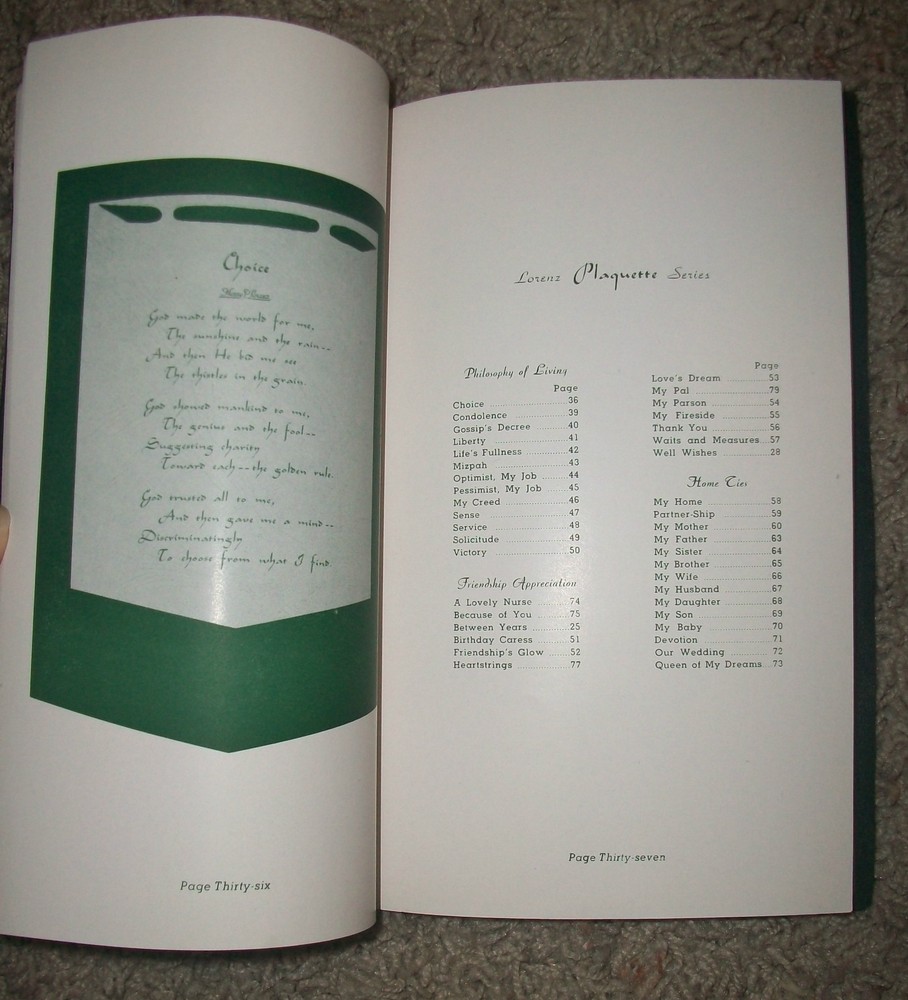 Choice
God made the world for me,
The sunshine and the rain--
And then He bid me see
The thistles in the grain.
God showed mankind to me,
The genius and the fool--
Suggesting charity
Toward each--the golden rule.
God trusted all to me,
And then gave me a mind--
Discriminatingly
To choose from what I find.
Page Thirty-six
Lorenz Plaquette Series
Philosophy of Living
Page
Choice 36
Condolence 39
Gossip's Decree 40
Liberty 41
Life's Fullness 42
Mizpah 43
Optimist, My Job 44
Pessimist, My Job 45
My Creed 46
Sense 47
Service 48
Solicitude 49
Victory 50
Friendship Appreciation
A Lovely Nurse 74
Because of You 75
Between Years 25
Birthday Caress 51
Friendship's Glow 52
Heartstrings 77
Page
Love's Dream 53
My Pal 79
My Parson 54
My Fireside 55
Thank You 56
Waits and Measures 57
Well Wishes 28
Home Ties
My Home 58
Partner-Ship 59
My Mother 60
My Father 63
My Sister 64
My Brother 65
My Wife 66
My Husband 67
My Daughter 68
My Son 69
My Baby 70
Devotion 71
Our Wedding 72
Queen of My Dreams 73
Page Thirty-seven